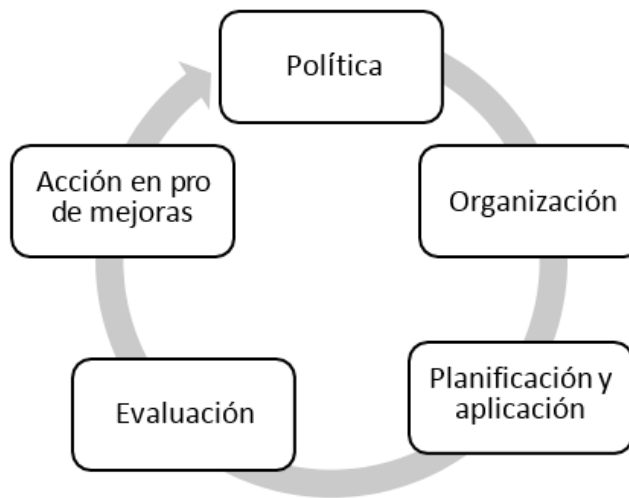 Política
Organización
Planificación y
aplicación
Evaluación
Acción en pro
de mejoras